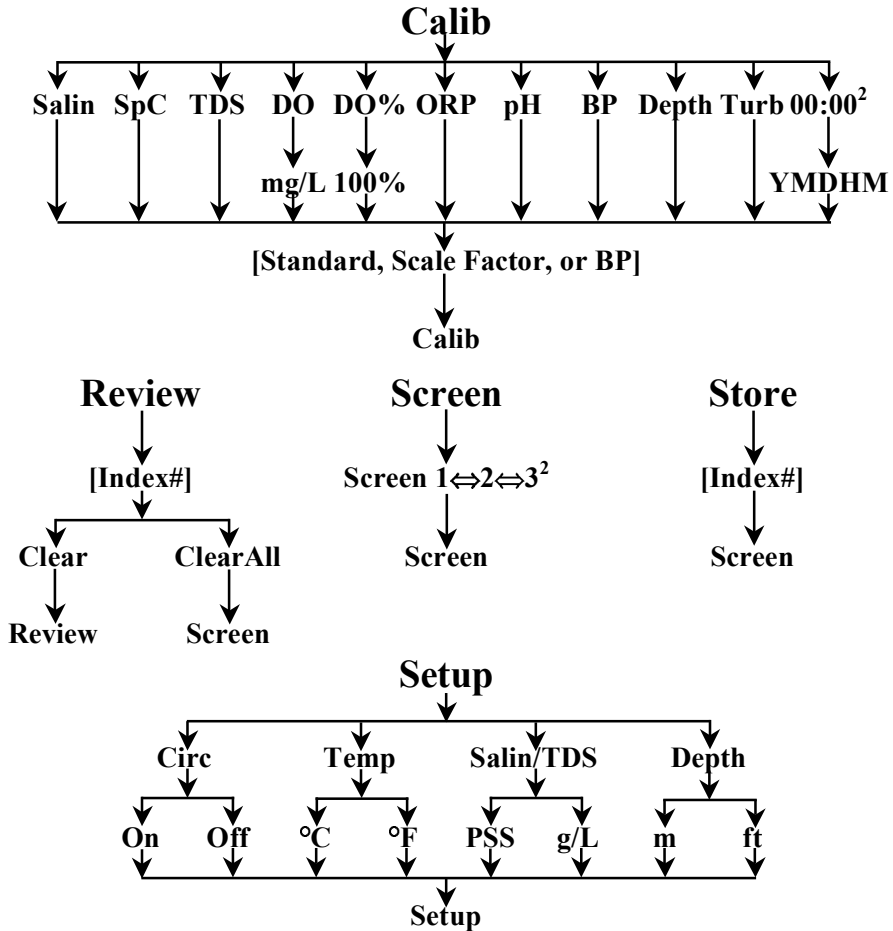 Calib
Salin SpC TDS DO DO% ORP pH BP Depth Turb 00:00²
mg/L 100% YMDHM
[Standard, Scale Factor, or BP]
Calib
Review Screen Store
[Index#] Screen 1⇔2⇔3² [Index#]
Clear ClearAll Screen Screen
Review Screen
Setup
Circ Temp Salin/TDS Depth
On Off °C °F PSS g/L m ft
Setup